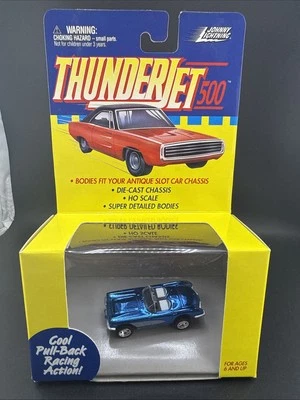 WARNING:
CHOKING HAZARD - small parts.
Not for children under 3 years.
JOHNNY
LIGHTNING
THUNDERJET
500™
• BODIES FIT YOUR ANTIQUE SLOT CAR CHASSIS
• DIE-CAST CHASSIS
• HO SCALE
• SUPER DETAILED BODIES
Cool
Pull-Back
Racing
Action!
FOR AGES
6 AND UP